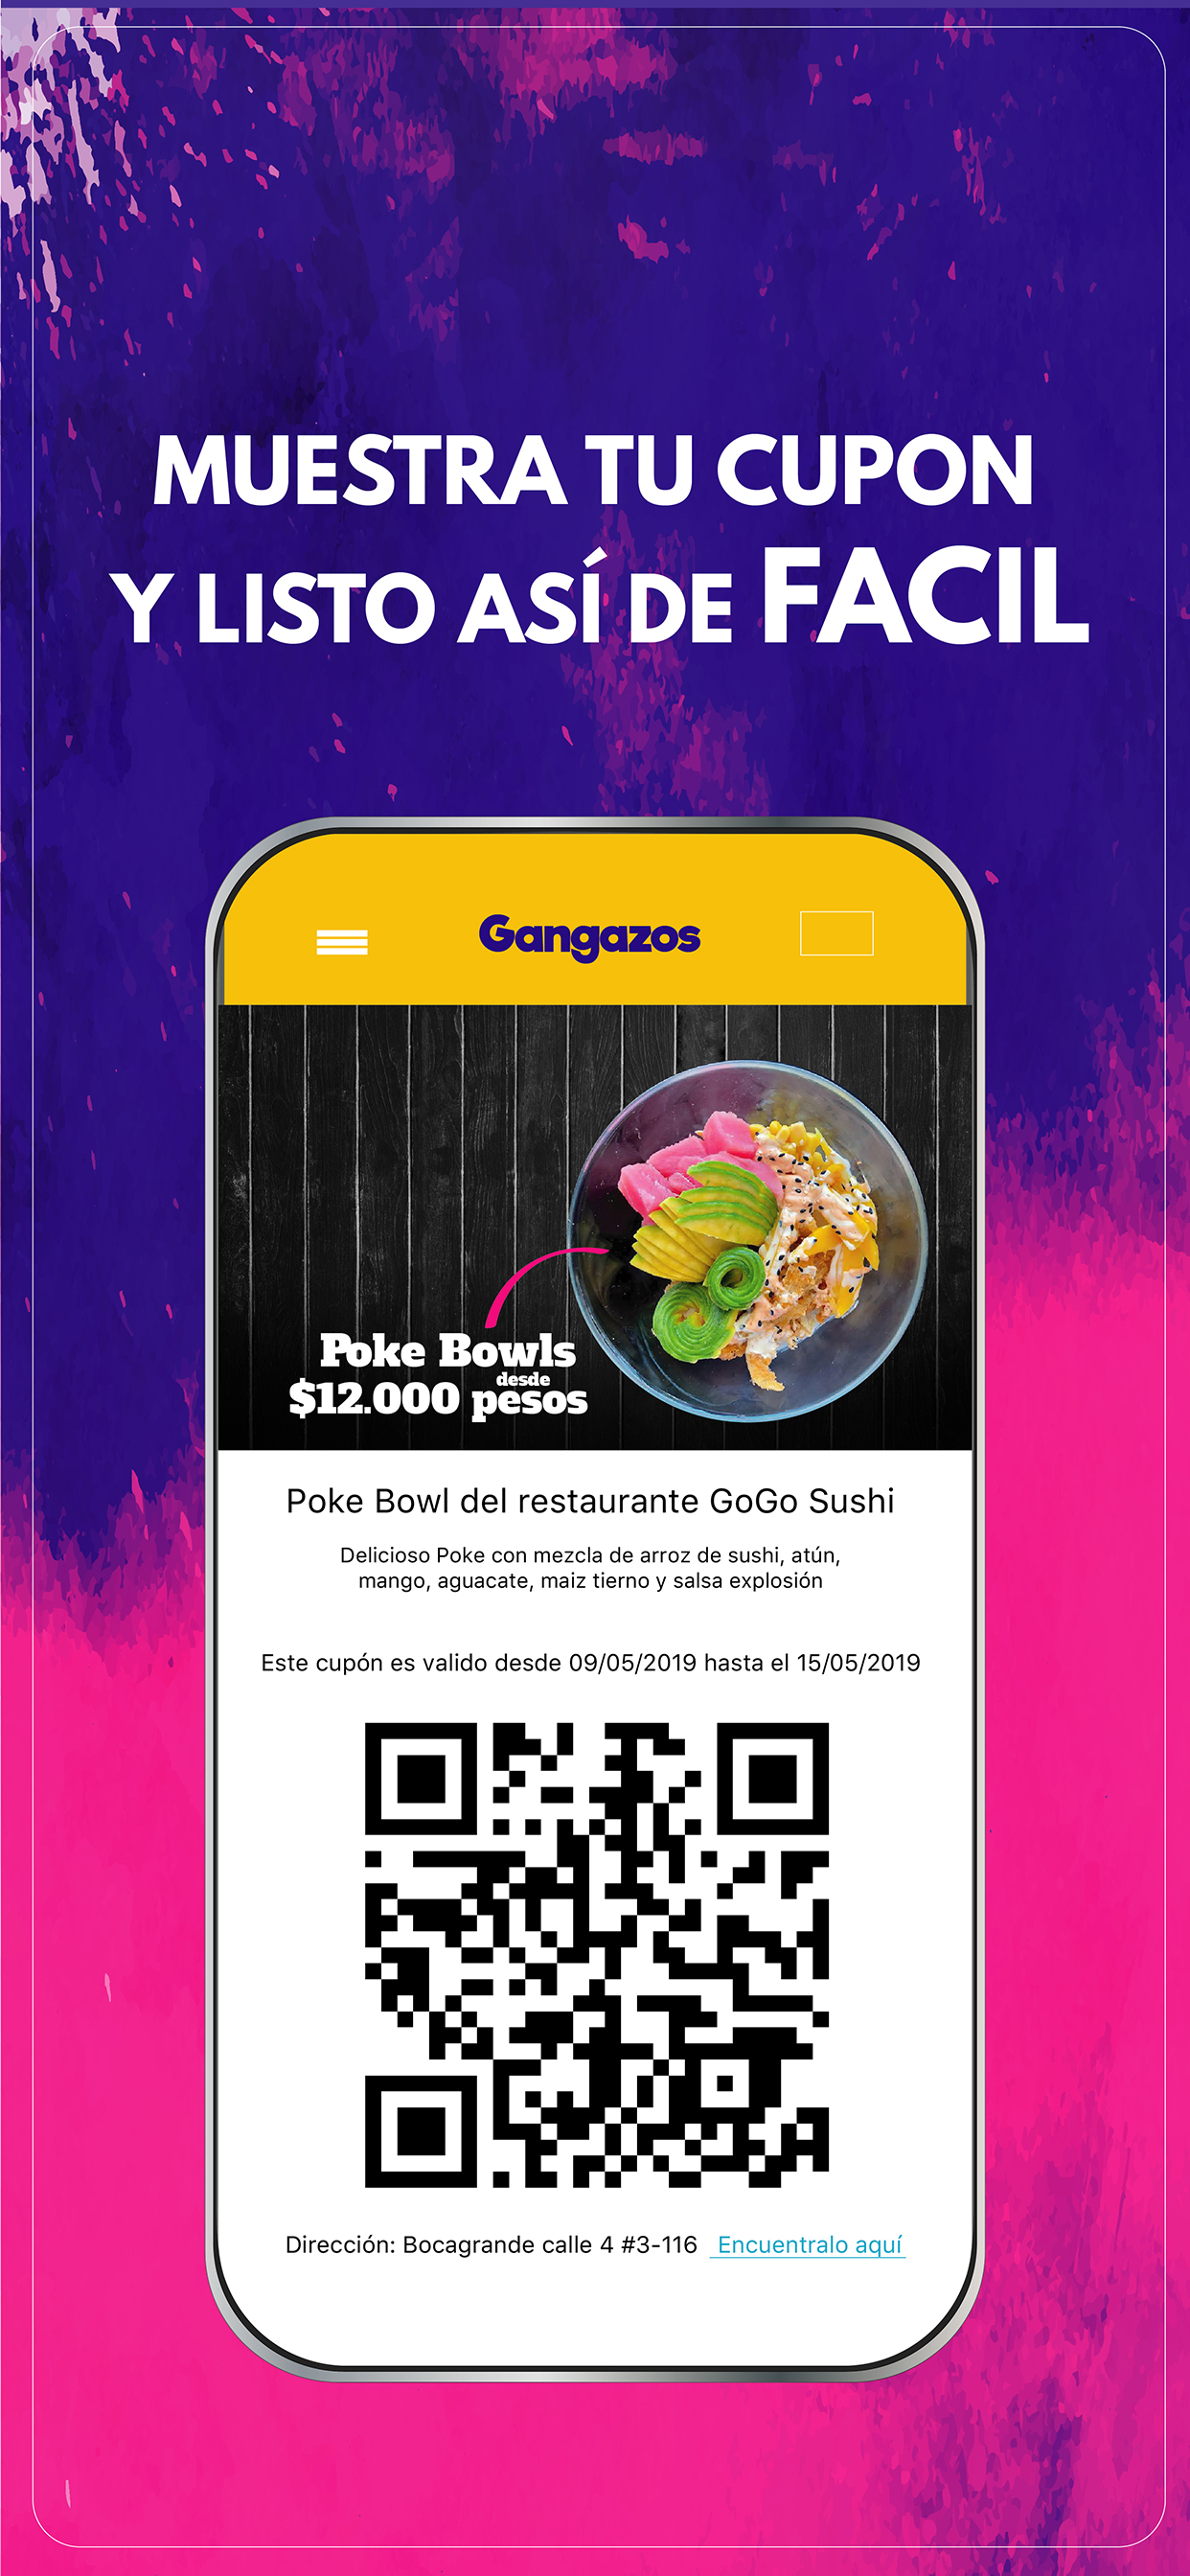 MUESTRA TU CUPON
Y LISTO ASÍ DE FACIL
Gangazos
Poke Bowls
desde
$12.000 pesos
Poke Bowl del restaurante GoGo Sushi
Delicioso Poke con mezcla de arroz de sushi, atún,
mango, aguacate, maiz tierno y salsa explosión
Este cupón es valido desde 09/05/2019 hasta el 15/05/2019
Dirección: Bocagrande calle 4 #3-116 Encuentralo aquí